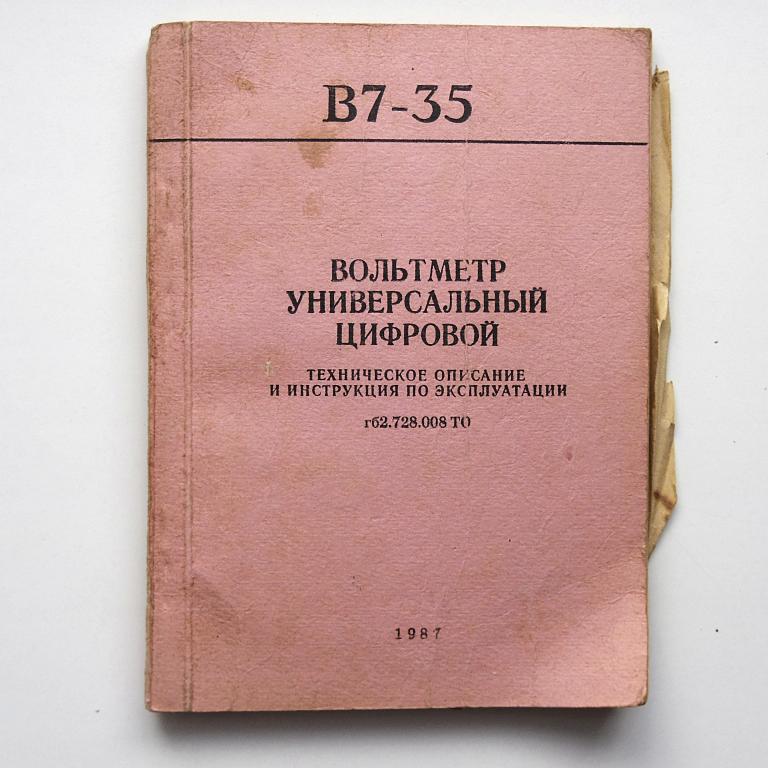 В7-35
ВОЛЬТМЕТР
УНИВЕРСАЛЬНЫЙ
ЦИФРОВОЙ
ТЕХНИЧЕСКОЕ ОПИСАНИЕ
И ИНСТРУКЦИЯ ПО ЭКСПЛУАТАЦИИ
гб2.728.008 ТО
1987